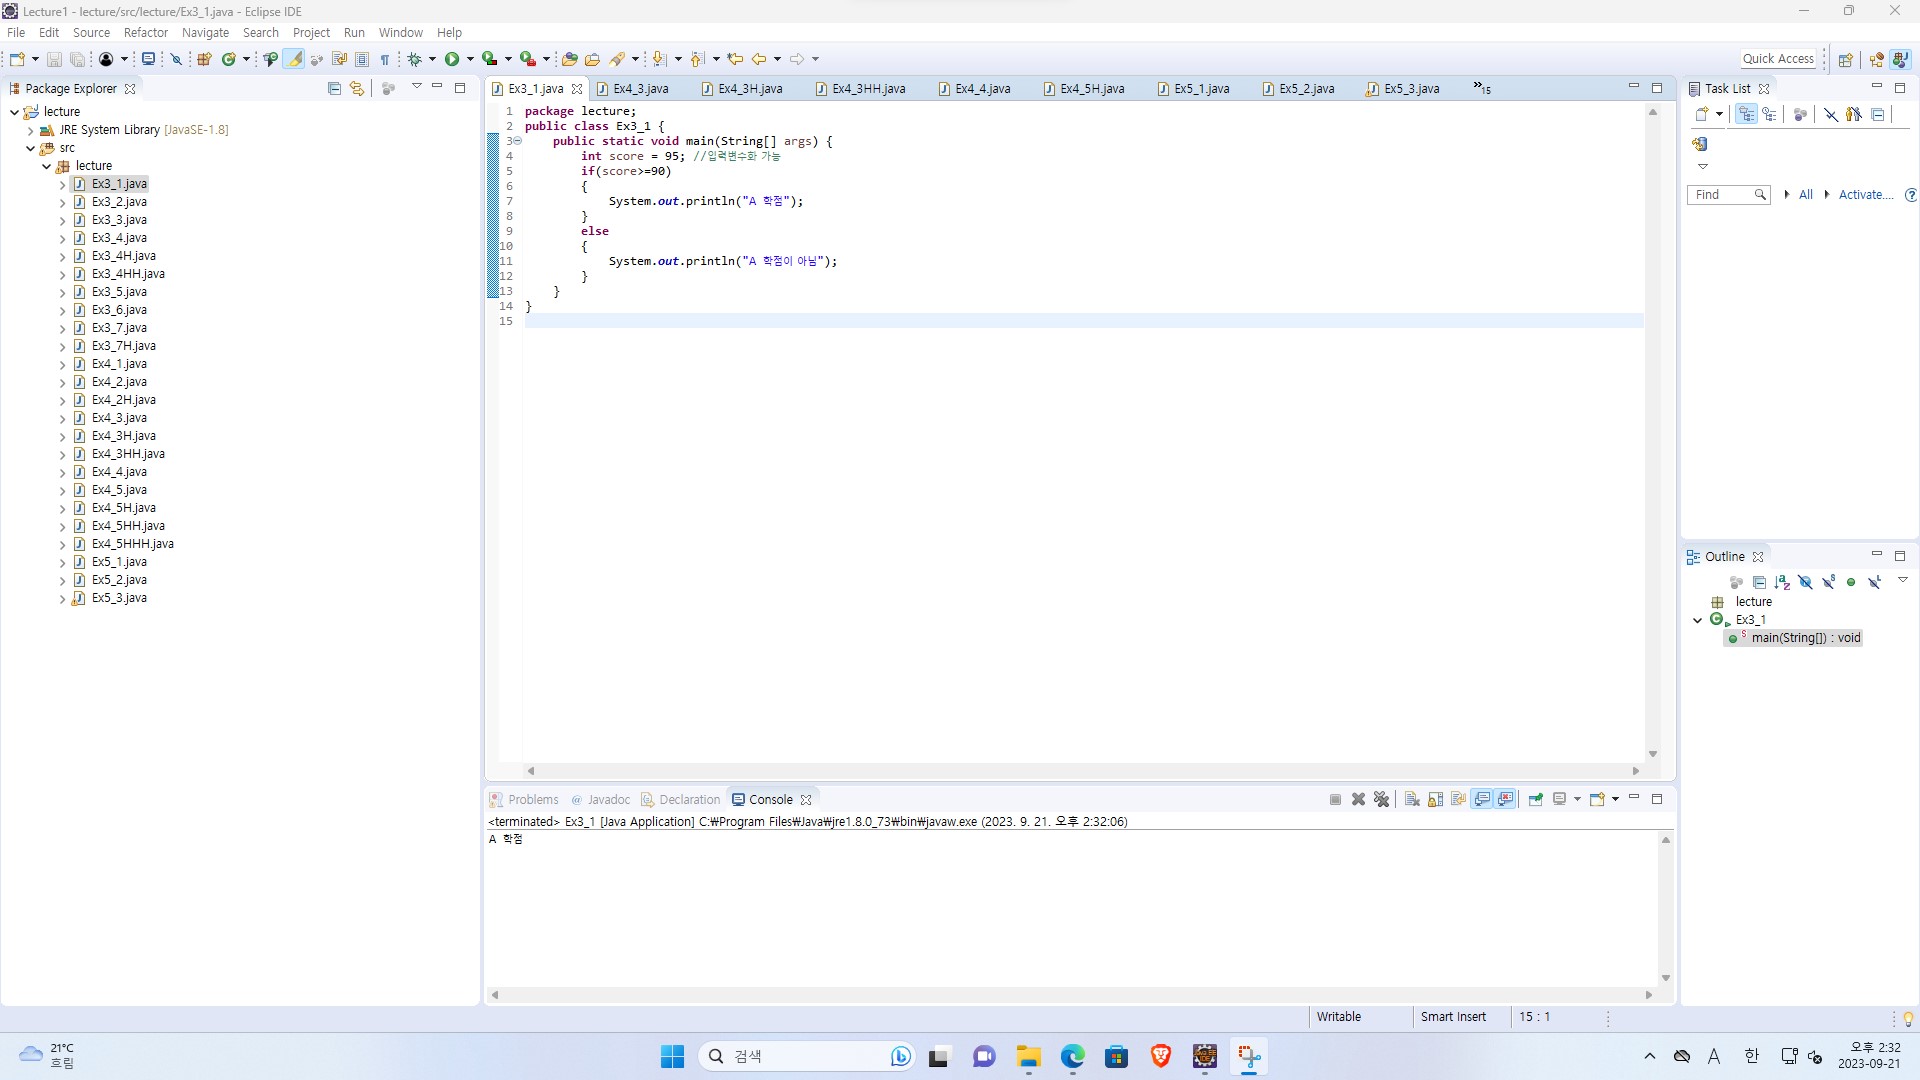 Lecture1 - lecture/src/lecture/Ex3_1.java - Eclipse IDE
File Edit Source Refactor Navigate Search Project Run Window Help
Quick Access
Package Explorer
lecture
JRE System Library [JavaSE-1.8]
src
lecture
Ex3_1.java
Ex3_2.java
Ex3_3.java
Ex3_4.java
Ex3_4H.java
Ex3_4HH.java
Ex3_5.java
Ex3_6.java
Ex3_7.java
Ex3_7H.java
Ex4_1.java
Ex4_2.java
Ex4_2H.java
Ex4_3.java
Ex4_3H.java
Ex4_3HH.java
Ex4_4.java
Ex4_5.java
Ex4_5H.java
Ex4_5HH.java
Ex4_5HHH.java
Ex5_1.java
Ex5_2.java
Ex5_3.java
Ex3_1.java Ex4_3.java Ex4_3H.java Ex4_3HH.java Ex4_4.java Ex4_5H.java Ex5_1.java Ex5_2.java Ex5_3.java »15
1 package lecture;
2 public class Ex3_1 {
3 public static void main(String[] args) {
4 int score = 95; //입력변수화 가능
5 if(score>=90)
6 {
7 System.out.println("A 학점");
8 }
9 else
10 {
11 System.out.println("A 학점이 아님");
12 }
13 }
14 }
15
Problems @ Javadoc Declaration Console
<terminated> Ex3_1 [Java Application] C:₩Program Files₩Java₩jre1.8.0_73₩bin₩javaw.exe (2023. 9. 21. 오후 2:32:06)
A 학점
Task List
Find All Activate...
Outline
lecture
Ex3_1
main(String[]) : void
Writable Smart Insert 15 : 1
21°C
흐림
검색
A 한
오후 2:32
2023-09-21